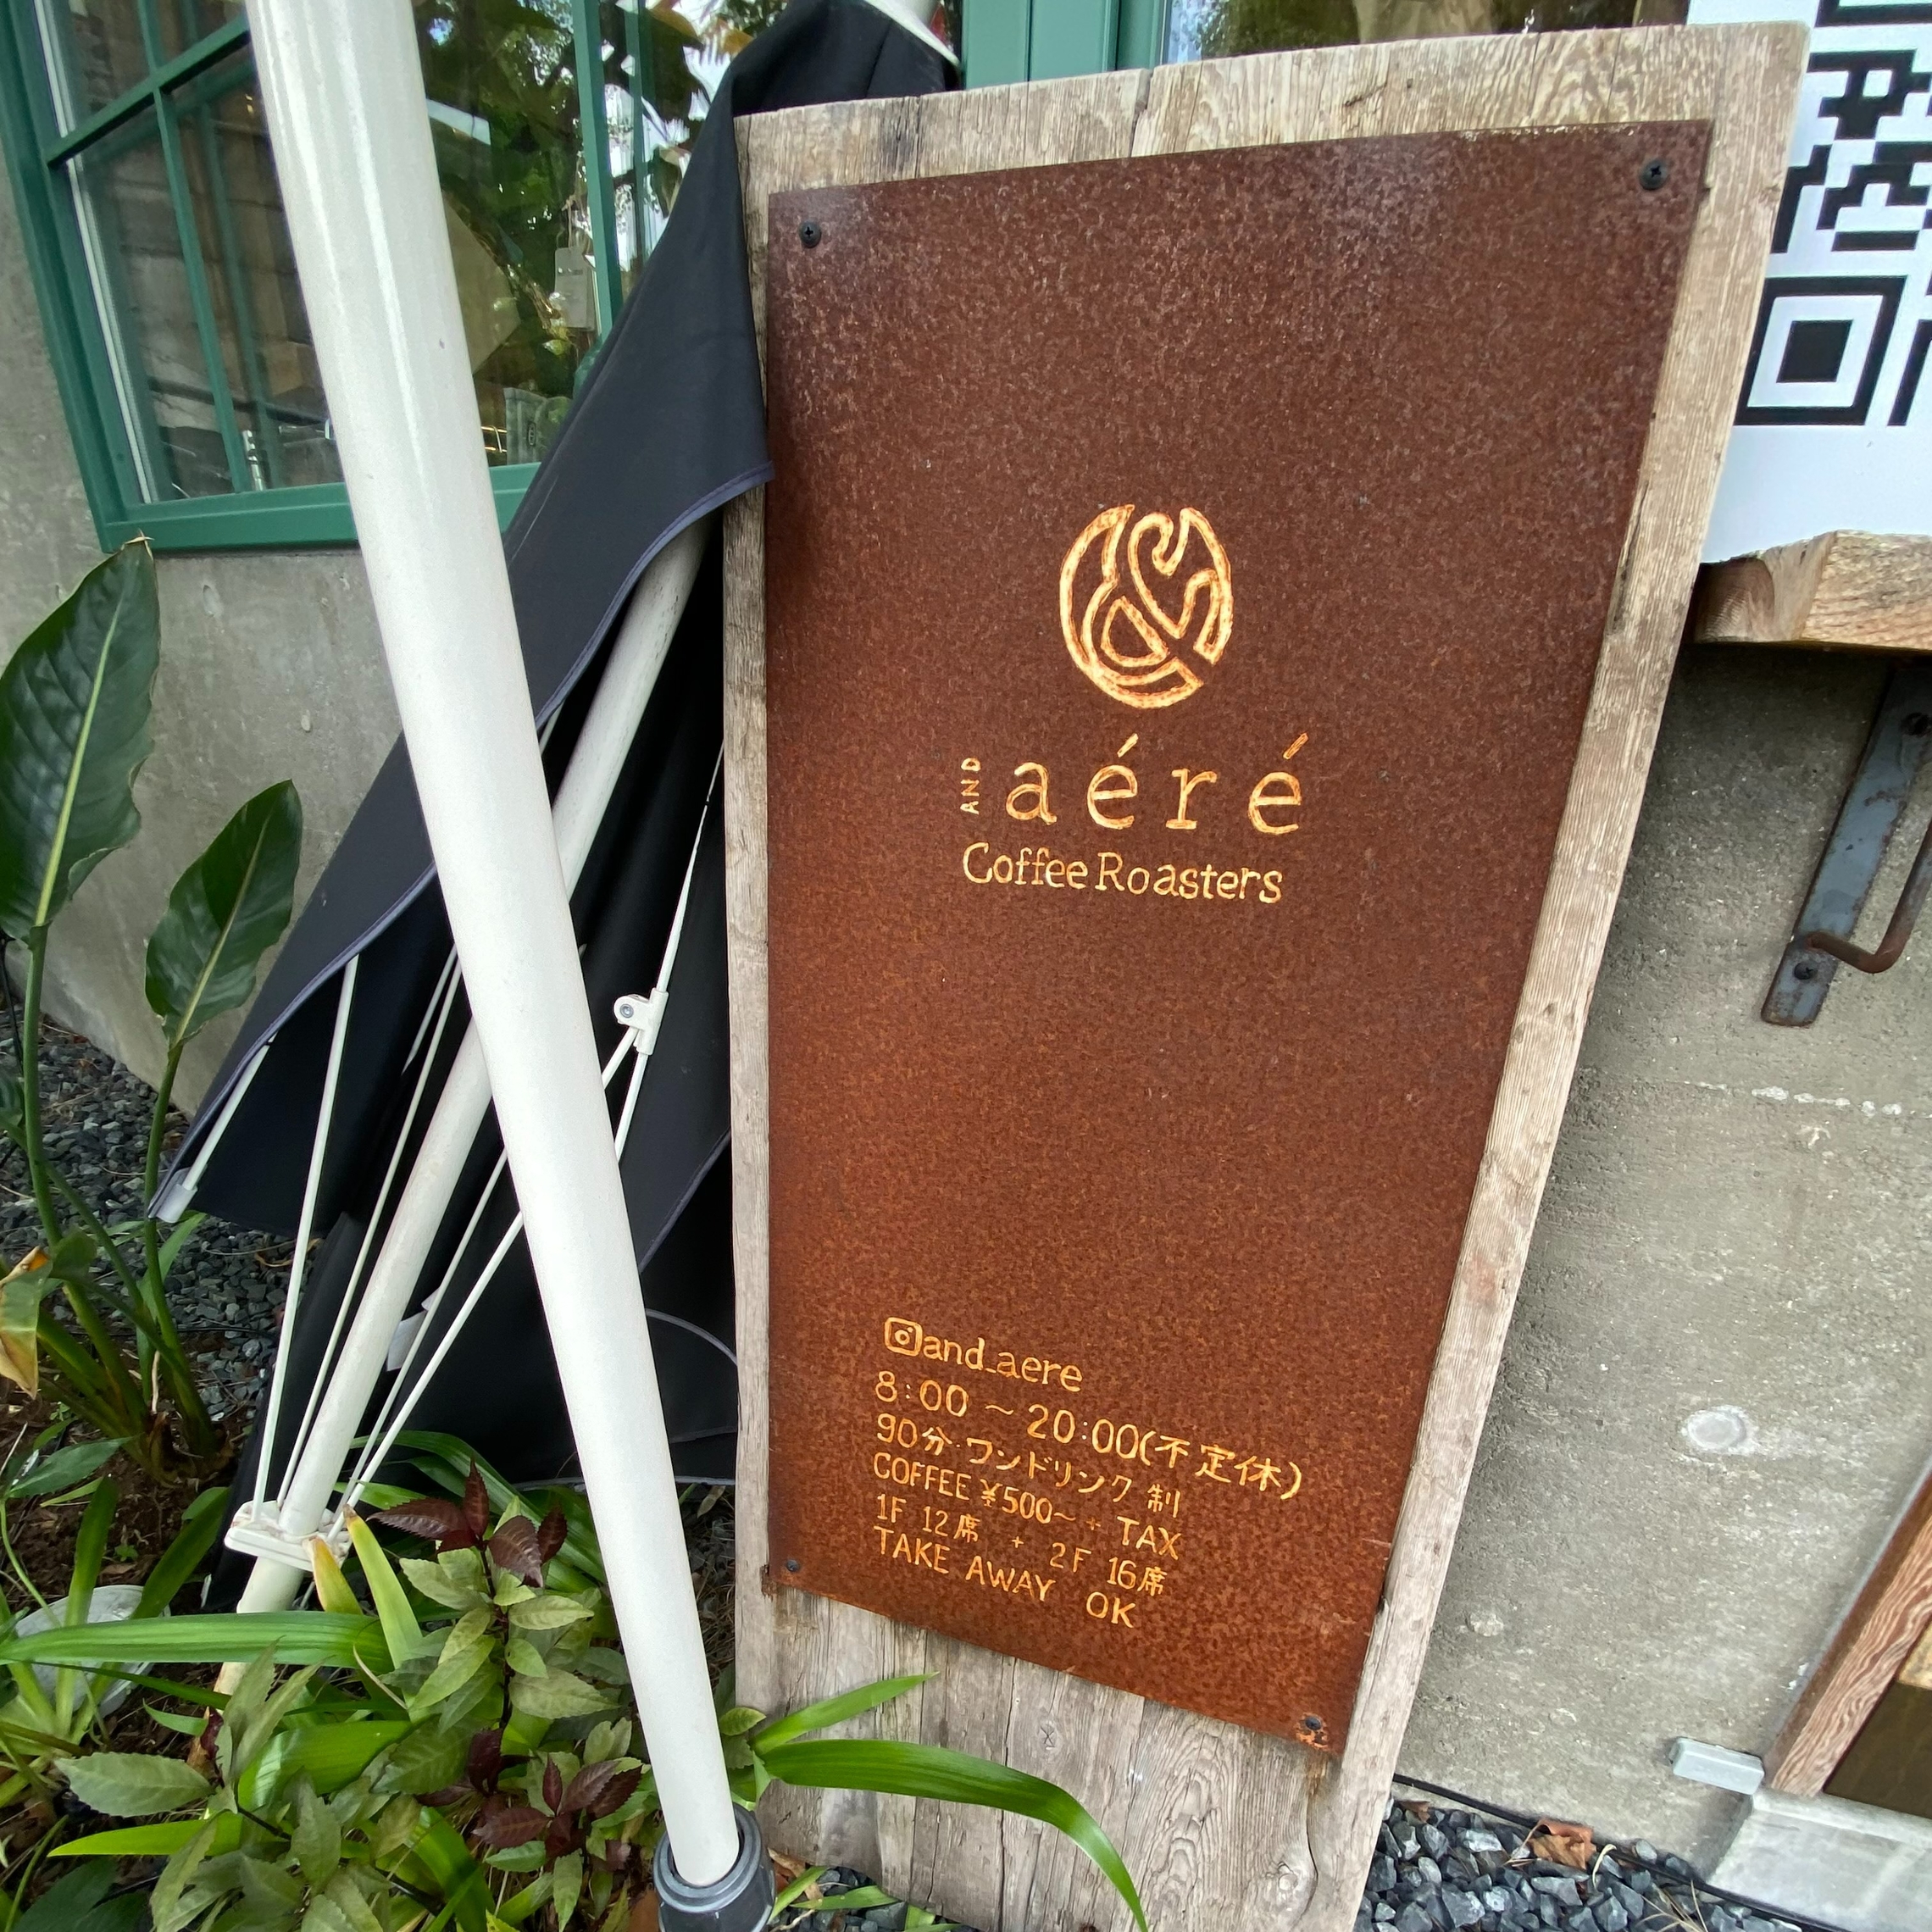 &
AND aéré
Coffee Roasters
and_aere
8:00 ~ 20:00(不定休)
90分・ワンドリンク制
COFFEE ¥500~ + TAX
1F 12席 + 2F 16席
TAKE AWAY OK